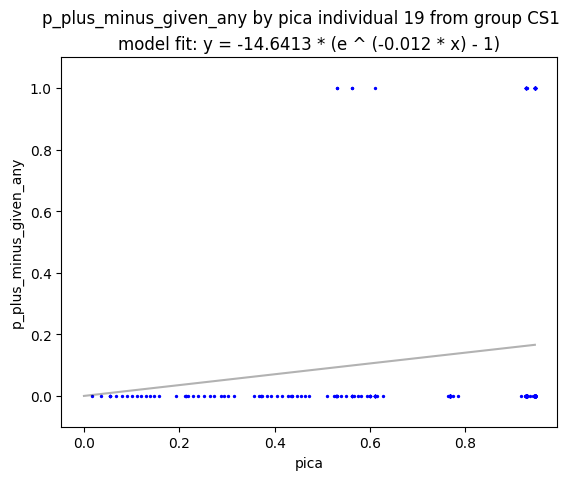 p_plus_minus_given_any by pica individual 19 from group CS1
model fit: y = -14.6413 * (e ^ (-0.012 * x) - 1)
1.0
0.8
0.6
0.4
0.2
0.0
p_plus_minus_given_any
0.0 0.2 0.4 0.6 0.8
pica